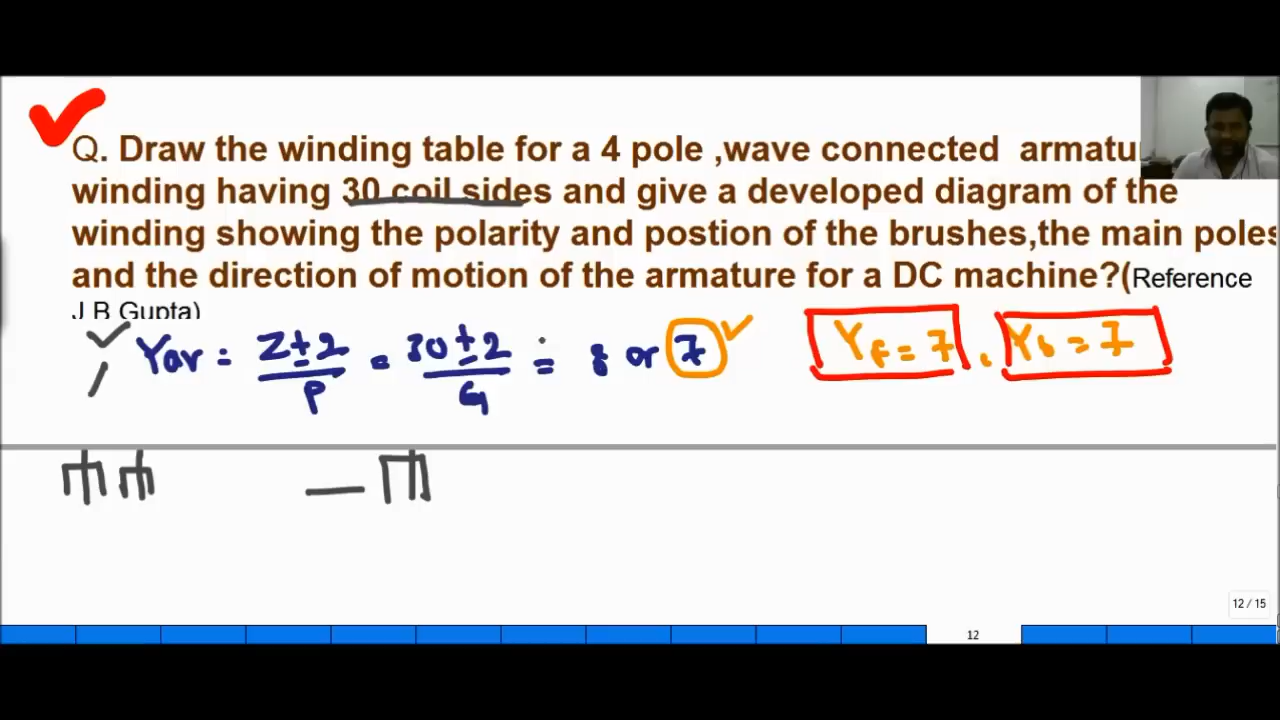 Q. Draw the winding table for a 4 pole ,wave connected armatu
winding having 30 coil sides and give a developed diagram of the
winding showing the polarity and postion of the brushes,the main poles
and the direction of motion of the armature for a DC machine?(Reference
J B Gupta)
Yav = Z±2/P = 30±2/4 = 8 or 7 Yf = 7, Yb = 7
12 / 15
12